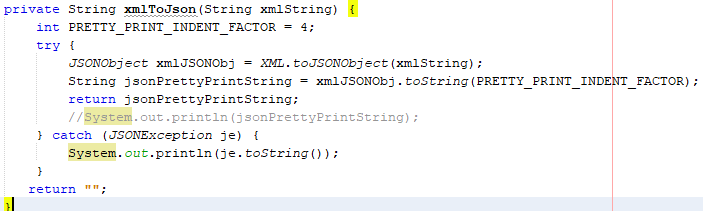 private String xmlToJson(String xmlString) {
    int PRETTY_PRINT_INDENT_FACTOR = 4;
    try {
        JSONObject xmlJSONObj = XML.toJSONObject(xmlString);
        String jsonPrettyPrintString = xmlJSONObj.toString(PRETTY_PRINT_INDENT_FACTOR);
        return jsonPrettyPrintString;
        //System.out.println(jsonPrettyPrintString);
    } catch (JSONException je) {
        System.out.println(je.toString());
    }
   return "";
}